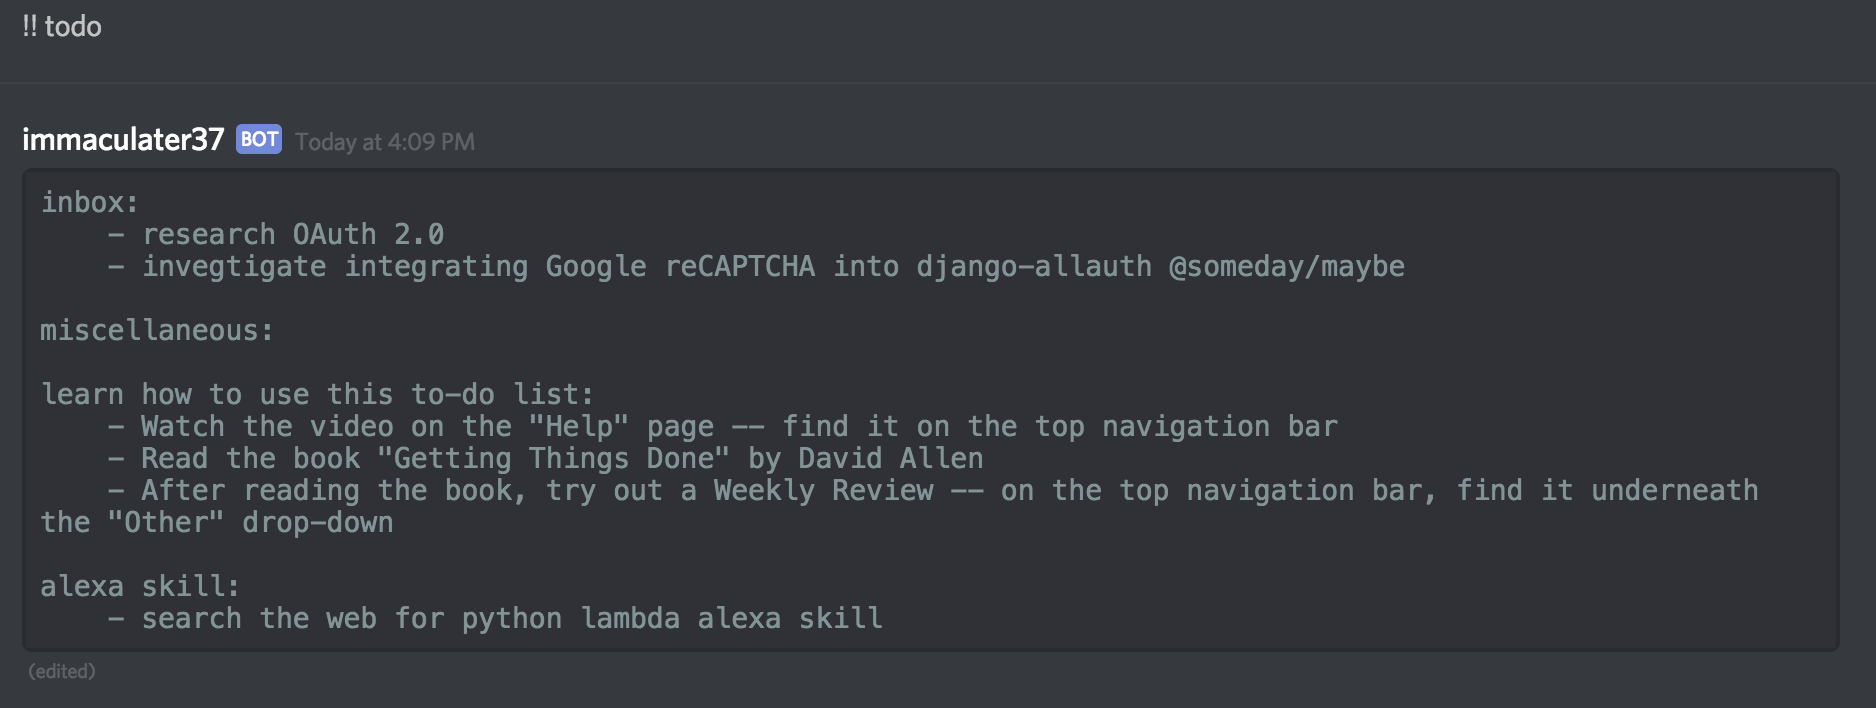 !! todo
immaculater37 BOT Today at 4:09 PM
inbox:
– research OAuth 2.0
– invegtigate integrating Google reCAPTCHA into django-allauth @someday/maybe
miscellaneous:
learn how to use this to-do list:
– Watch the video on the "Help" page -- find it on the top navigation bar
– Read the book "Getting Things Done" by David Allen
– After reading the book, try out a Weekly Review -- on the top navigation bar, find it underneath
the "Other" drop-down
alexa skill:
– search the web for python lambda alexa skill
(edited)